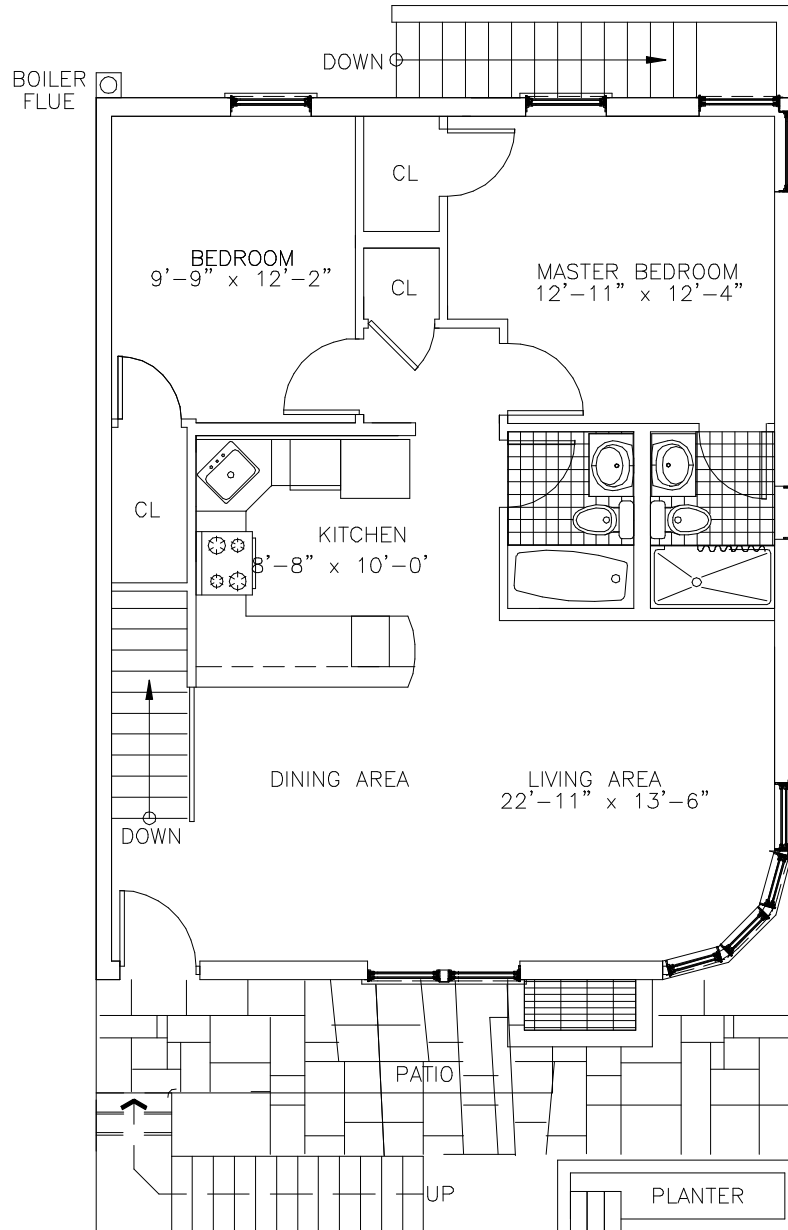 DOWN
BOILER
FLUE
CL
BEDROOM
9'-9" x 12'-2"
MASTER BEDROOM
12'-11" x 12'-4"
CL
CL
KITCHEN
8'-8" x 10'-0'
DINING AREA
LIVING AREA
22'-11" x 13'-6"
DOWN
PATIO
UP
PLANTER